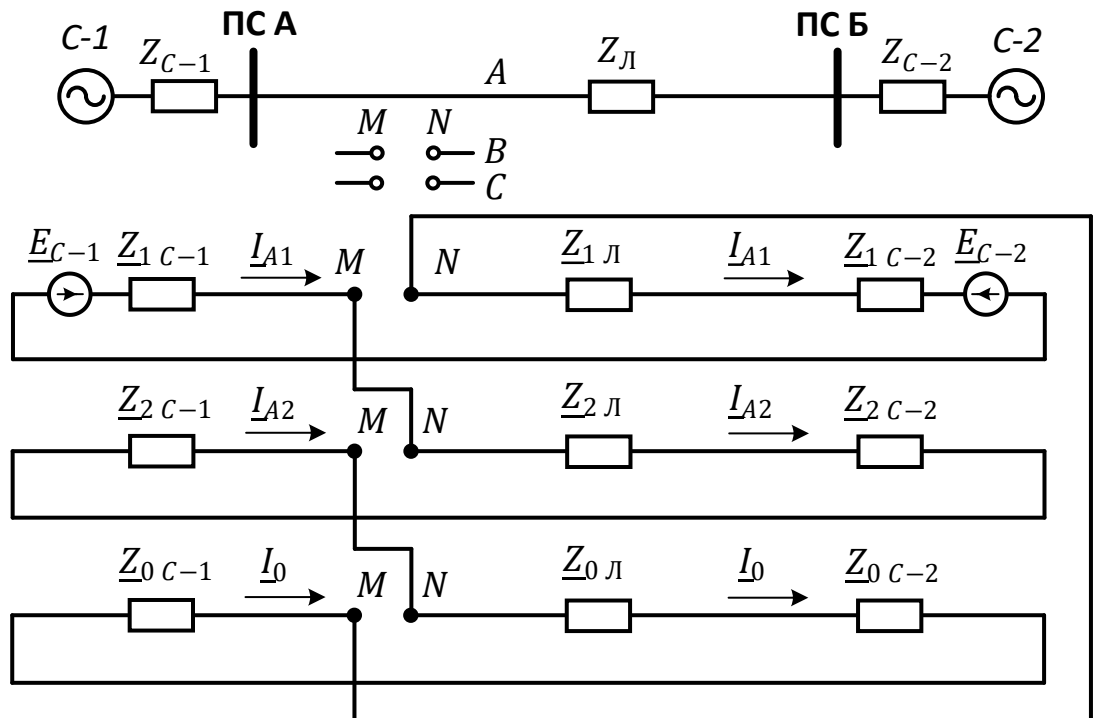 ПС А ПС Б
C-1 Z_{C−1} A Z_Л Z_{C−2} C-2
M N
B
C
E_{C−1} Z_{1 C−1} I_{A1} M N Z_{1 Л} I_{A1} Z_{1 C−2} E_{C−2}
Z_{2 C−1} I_{A2} M N Z_{2 Л} I_{A2} Z_{2 C−2}
Z_{0 C−1} I_0 M N Z_{0 Л} I_0 Z_{0 C−2}